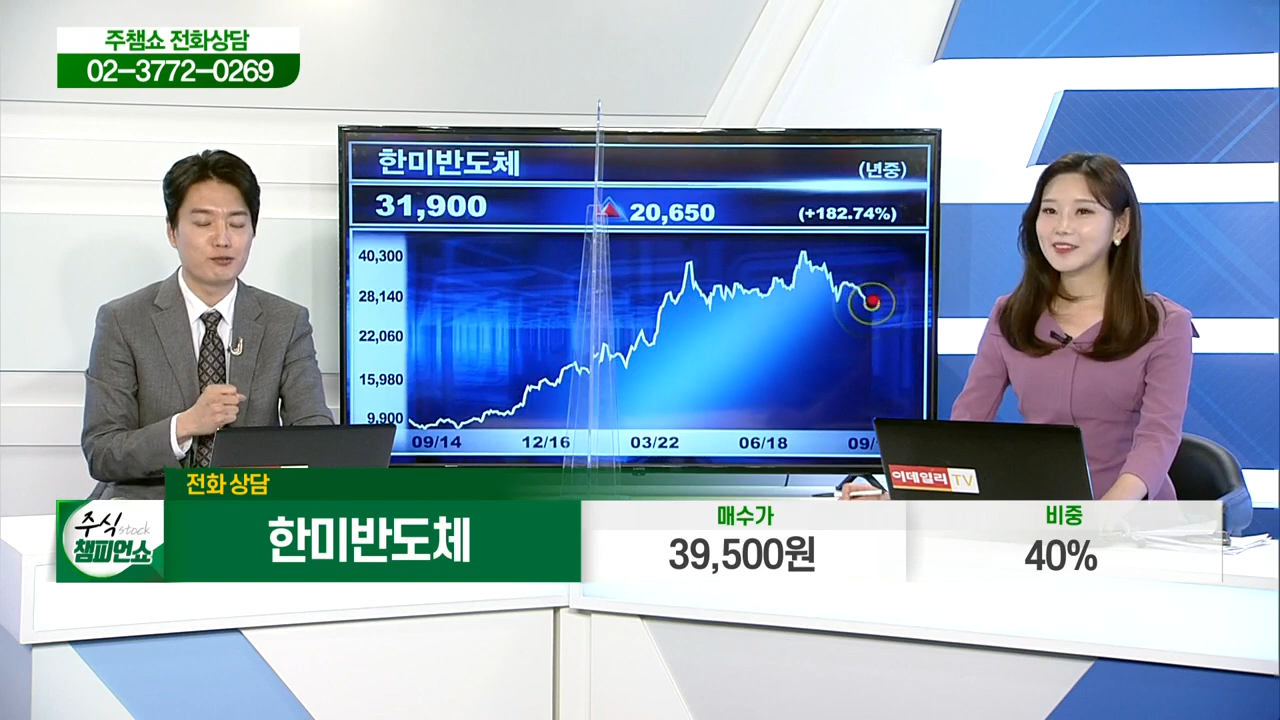 주챔쇼 전화상담
02-3772-0269
한미반도체
(년중)
31,900 ▲ 20,650 (+182.74%)
40,300
28,140
22,060
15,980
9,900
09/14 12/16 03/22 06/18 09/
이데일리 TV
전화 상담
주식 stock
챔피언쇼
한미반도체
매수가
39,500원
비중
40%